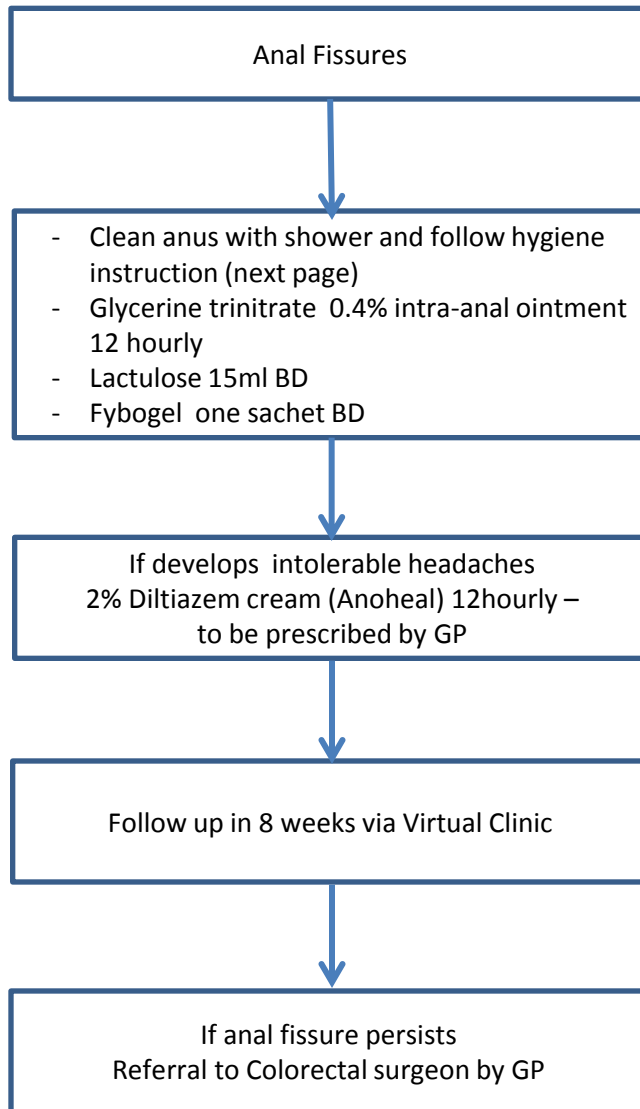 Anal Fissures
- Clean anus with shower and follow hygiene
instruction (next page)
- Glycerine trinitrate 0.4% intra-anal ointment
12 hourly
- Lactulose 15ml BD
- Fybogel one sachet BD
If develops intolerable headaches
2% Diltiazem cream (Anoheal) 12hourly –
to be prescribed by GP
Follow up in 8 weeks via Virtual Clinic
If anal fissure persists
Referral to Colorectal surgeon by GP